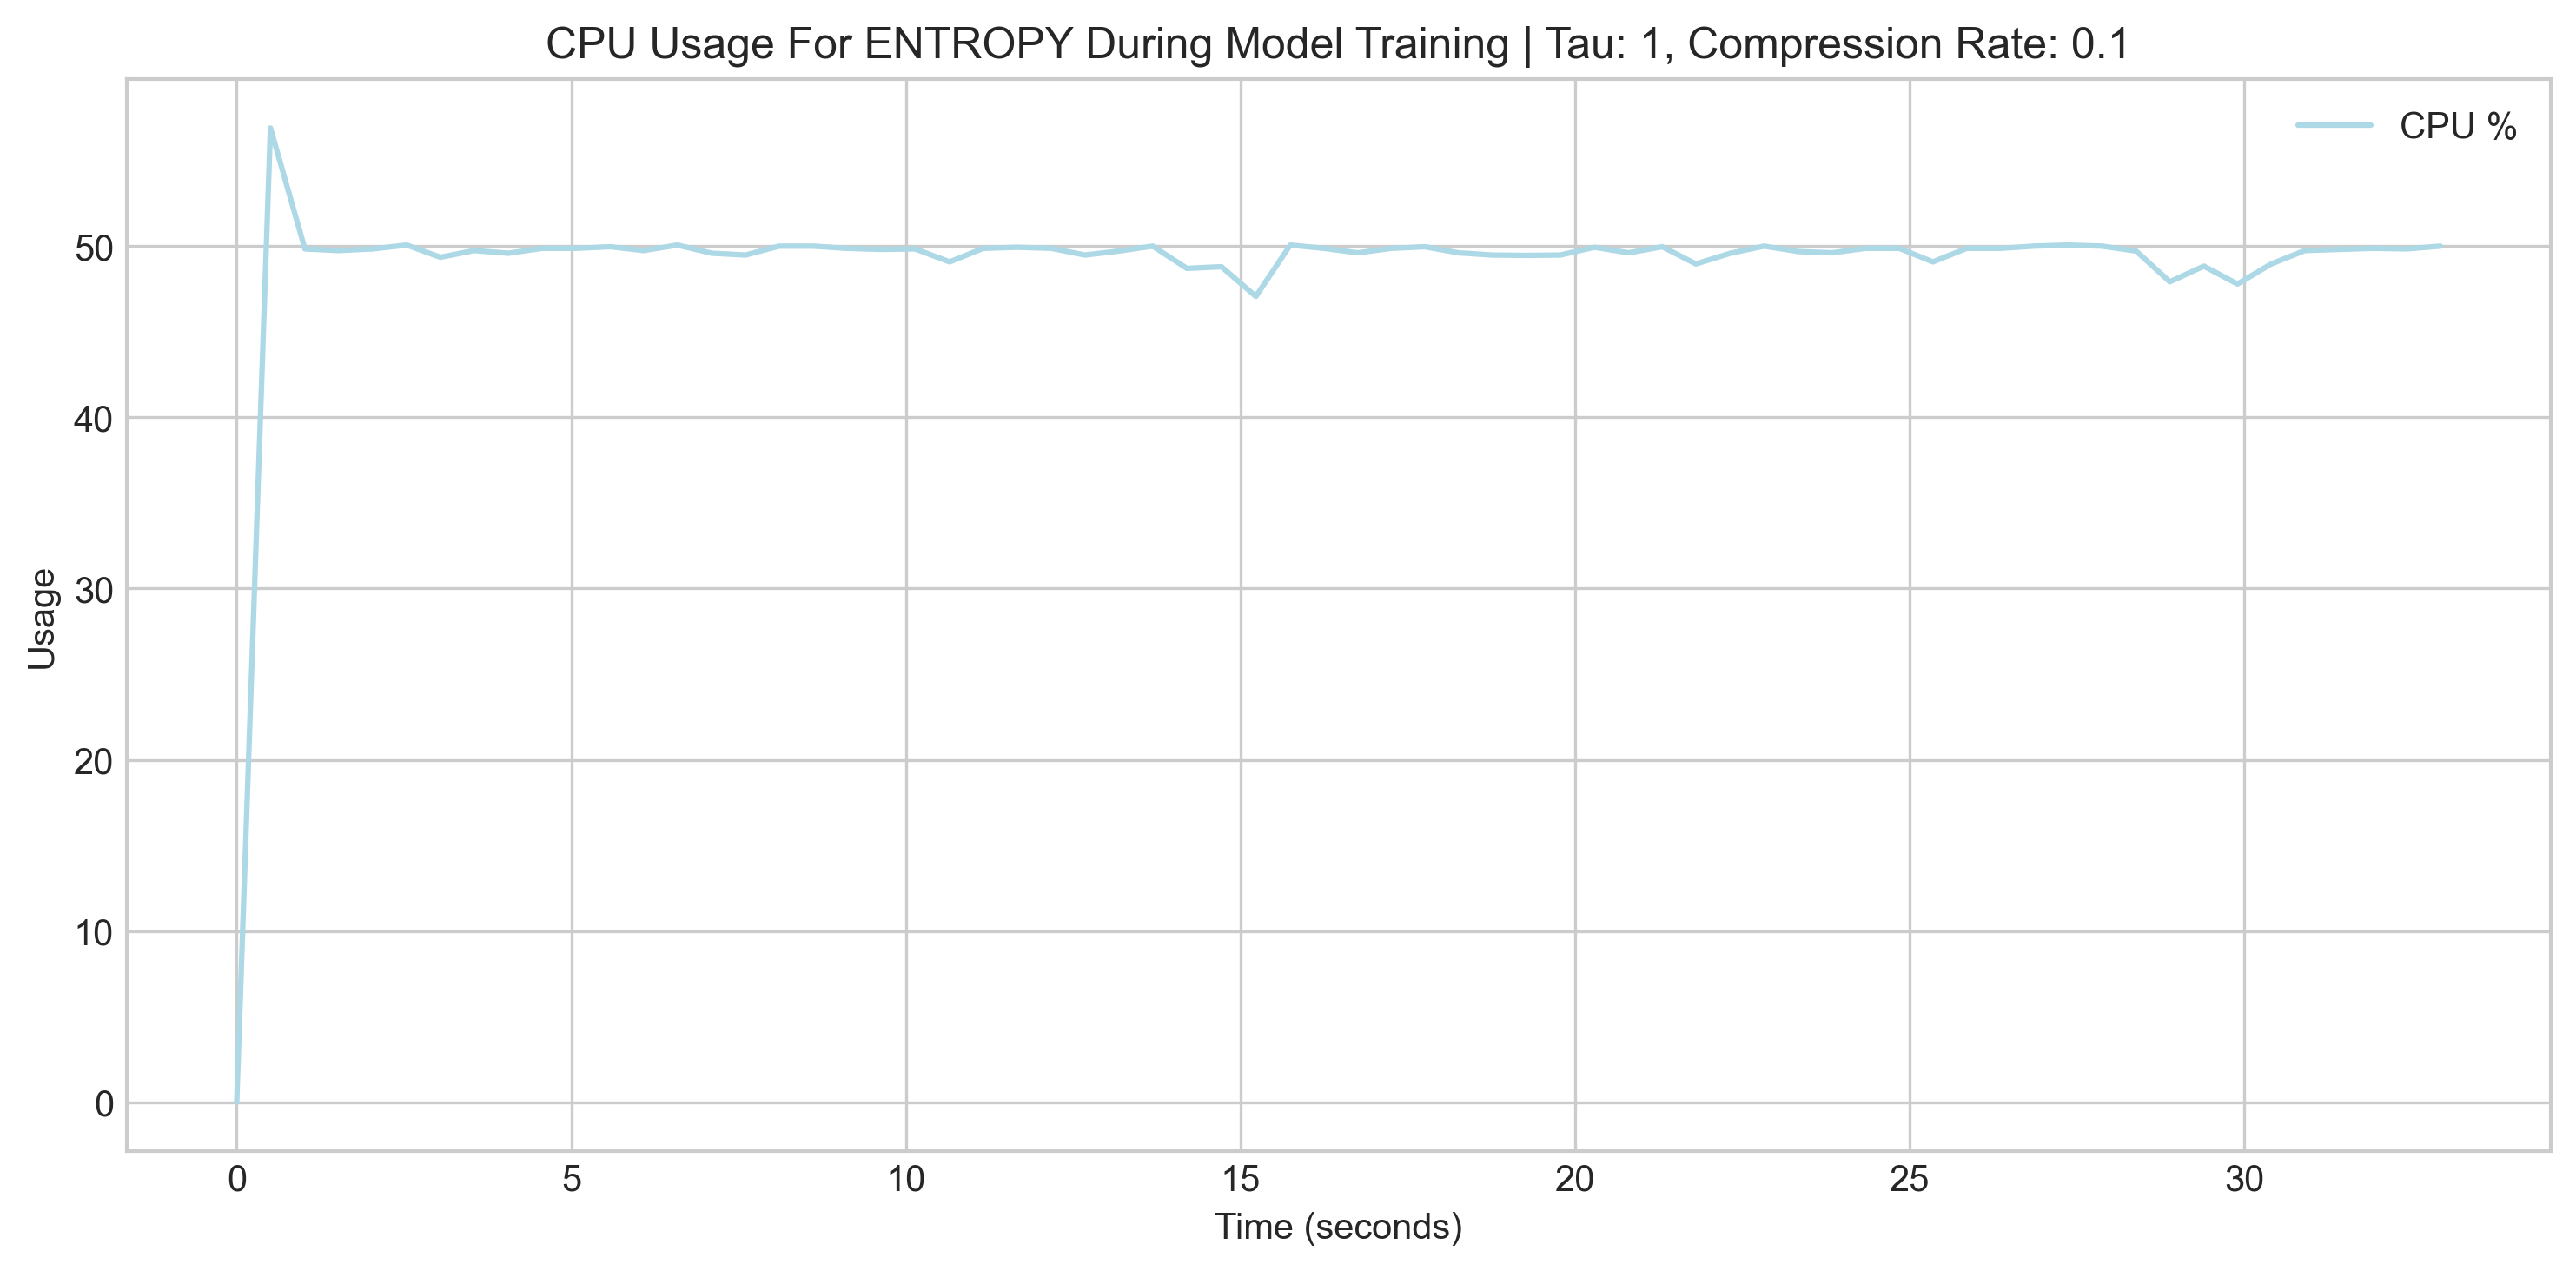 CPU Usage For ENTROPY During Model Training | Tau: 1, Compression Rate: 0.1
CPU %
50
40
30
20
10
0
Usage
0 5 10 15 20 25 30
Time (seconds)